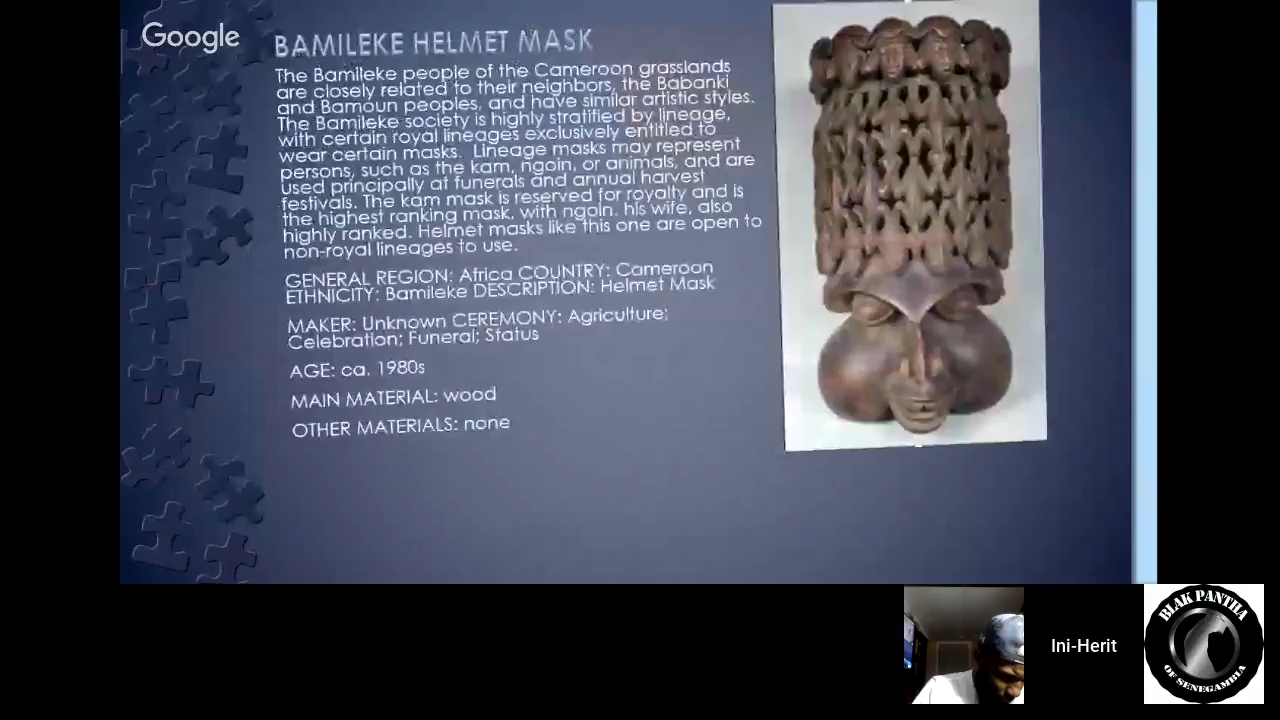 Google
BAMILEKE HELMET MASK
The Bamileke people of the Cameroon grasslands
are closely related to their neighbors, the Babanki
and Bamoun peoples, and have similar artistic styles.
The Bamileke society is highly stratified by lineage,
with certain royal lineages exclusively entitled to
wear certain masks. Lineage masks may represent
persons, such as the kam, ngoin, or animals, and are
used principally at funerals and annual harvest
festivals. The kam mask is reserved for royalty and is
the highest ranking mask, with ngoin, his wife, also
highly ranked. Helmet masks like this one are open to
non-royal lineages to use.
GENERAL REGION: Africa COUNTRY: Cameroon
ETHNICITY: Bamileke DESCRIPTION: Helmet Mask
MAKER: Unknown CEREMONY: Agriculture;
Celebration; Funeral; Status
AGE: ca. 1980s
MAIN MATERIAL: wood
OTHER MATERIALS: none
Ini-Herit
BLAK PANTHA
OF SENEGAMBIA